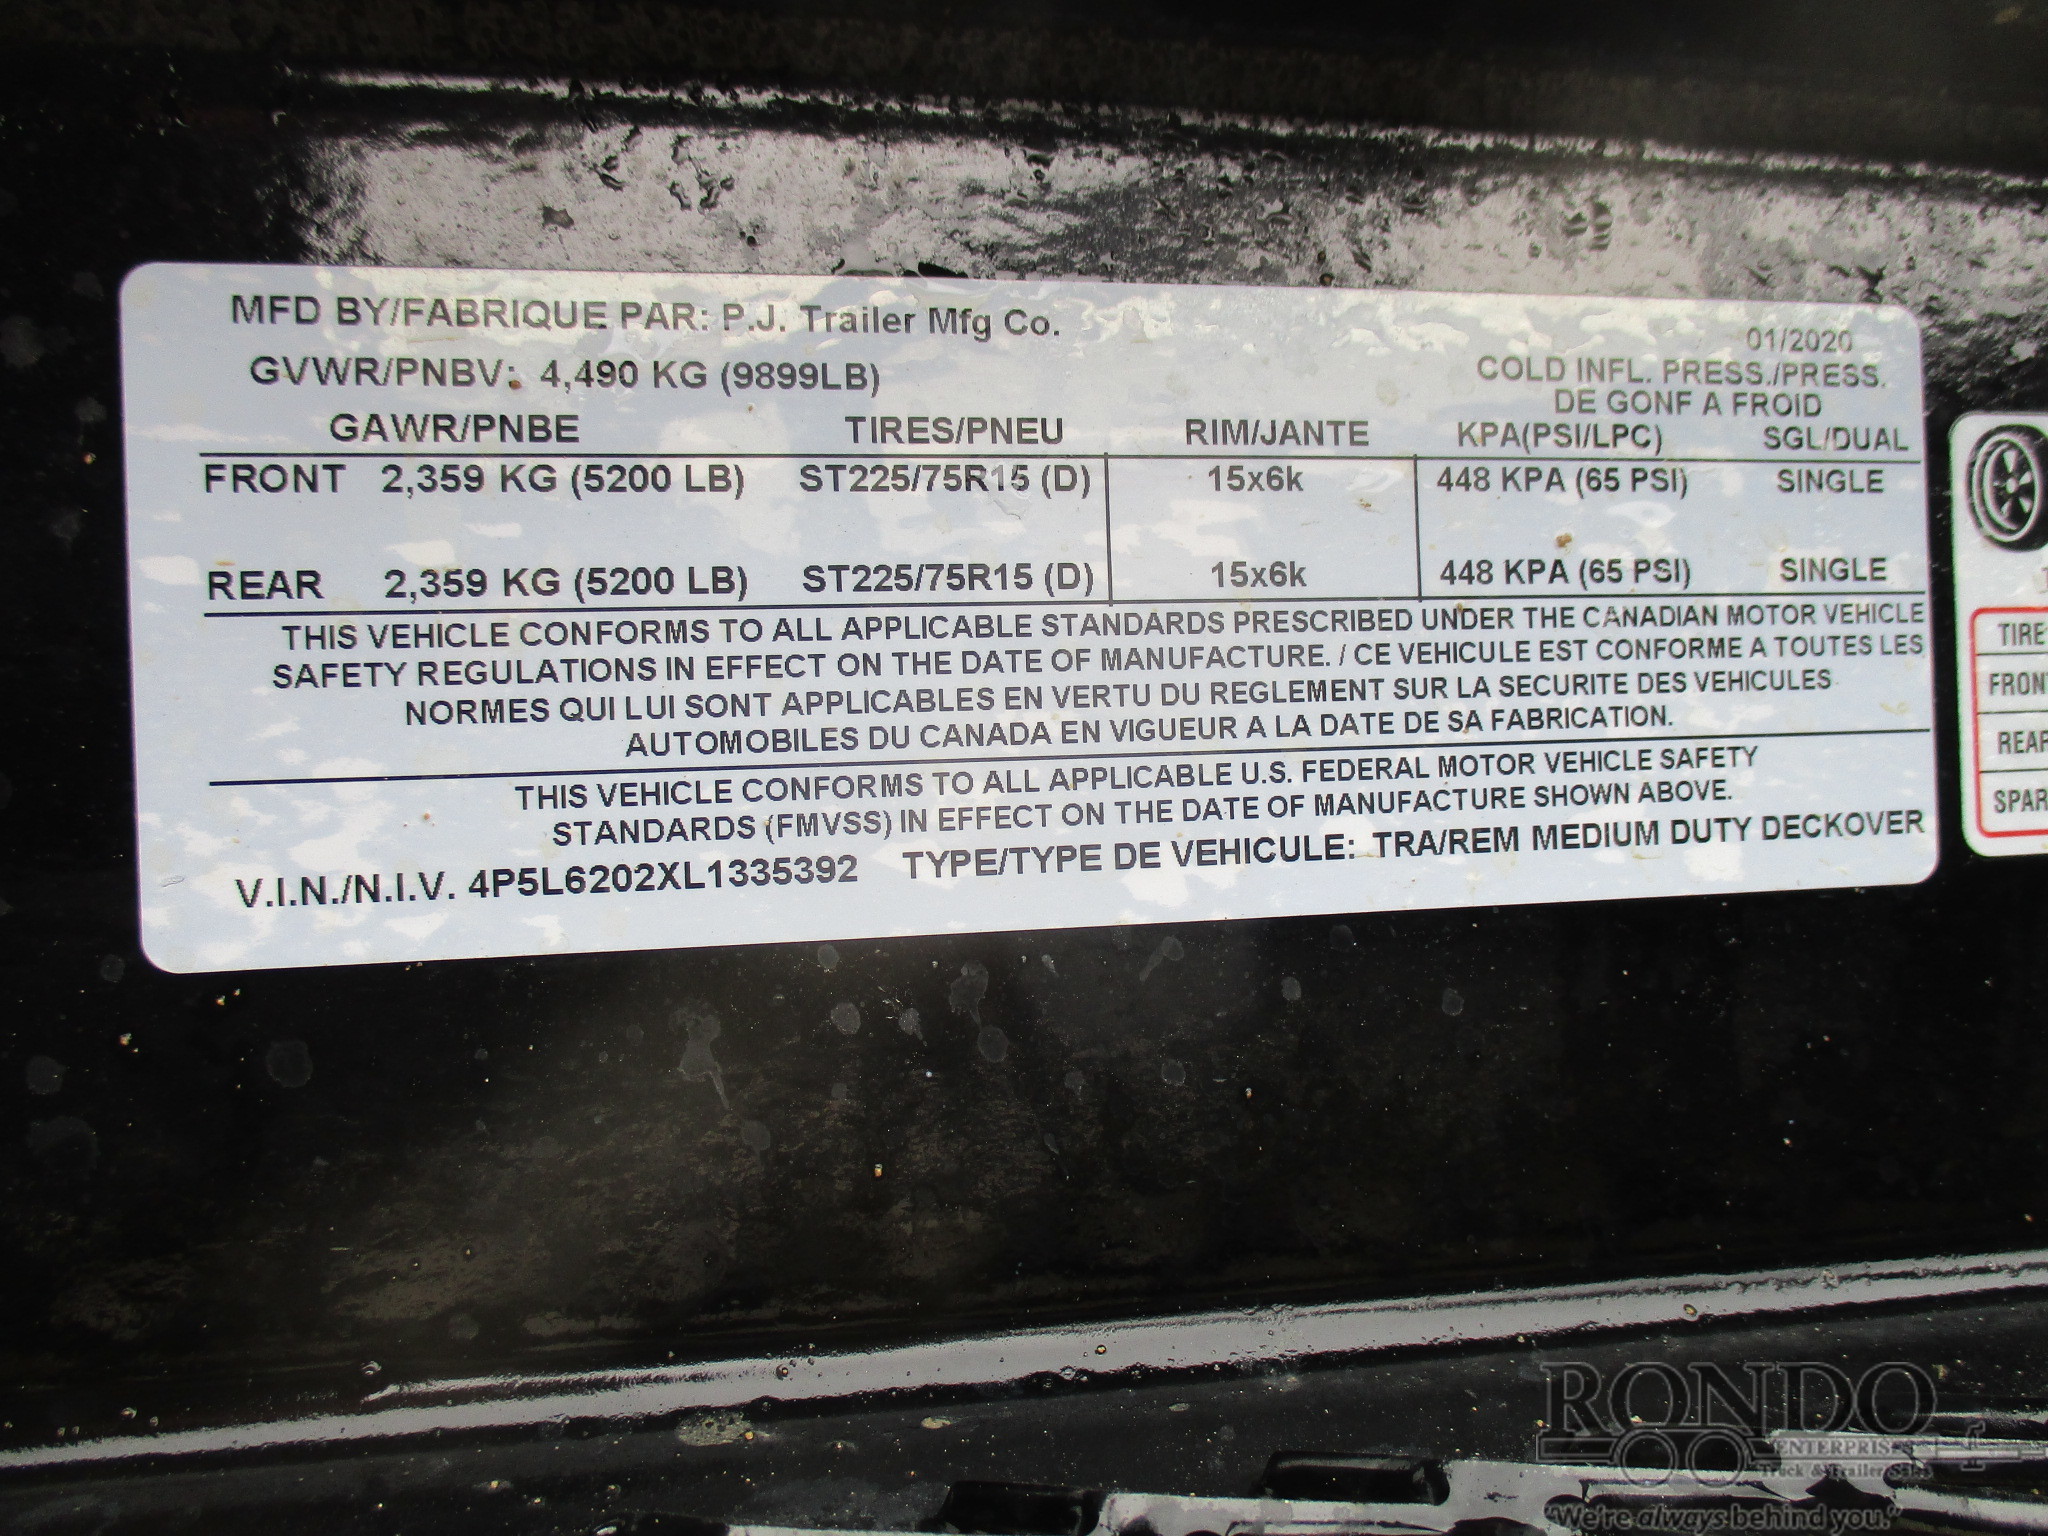 MFD BY/FABRIQUE PAR: P.J. Trailer Mfg Co.
01/2020
GVWR/PNBV: 4,490 KG (9899LB)
COLD INFL. PRESS./PRESS.
DE GONF A FROID
GAWR/PNBE TIRES/PNEU RIM/JANTE KPA(PSI/LPC) SGL/DUAL
FRONT 2,359 KG (5200 LB) ST225/75R15 (D) 15x6k 448 KPA (65 PSI) SINGLE
REAR 2,359 KG (5200 LB) ST225/75R15 (D) 15x6k 448 KPA (65 PSI) SINGLE
THIS VEHICLE CONFORMS TO ALL APPLICABLE STANDARDS PRESCRIBED UNDER THE CANADIAN MOTOR VEHICLE
SAFETY REGULATIONS IN EFFECT ON THE DATE OF MANUFACTURE. / CE VEHICULE EST CONFORME A TOUTES LES
NORMES QUI LUI SONT APPLICABLES EN VERTU DU REGLEMENT SUR LA SECURITE DES VEHICULES
AUTOMOBILES DU CANADA EN VIGUEUR A LA DATE DE SA FABRICATION.
THIS VEHICLE CONFORMS TO ALL APPLICABLE U.S. FEDERAL MOTOR VEHICLE SAFETY
STANDARDS (FMVSS) IN EFFECT ON THE DATE OF MANUFACTURE SHOWN ABOVE.
V.I.N./N.I.V. 4P5L6202XL1335392 TYPE/TYPE DE VEHICULE: TRA/REM MEDIUM DUTY DECKOVER
TIRE
FRONT
REAR
SPAR
RONDO
ENTERPRISES
Truck & Trailer Sales
"We're always behind you."